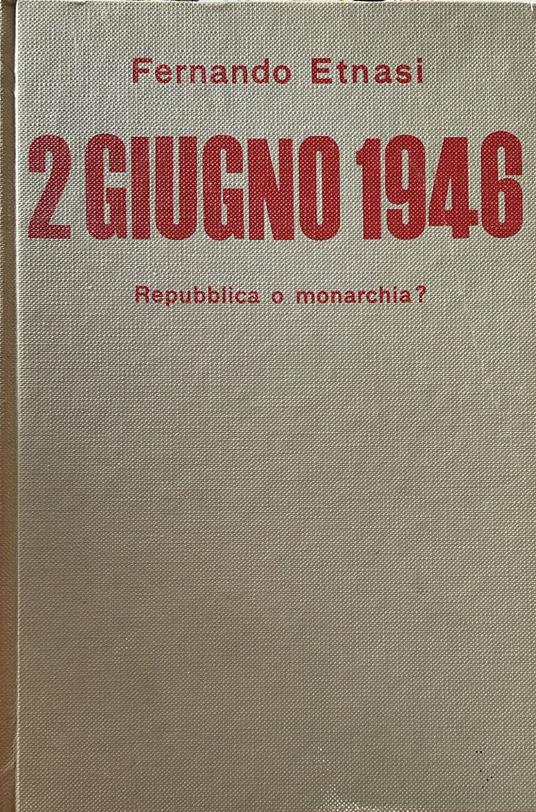 Fernando Etnasi
2 GIUGNO 1946
Repubblica o monarchia?